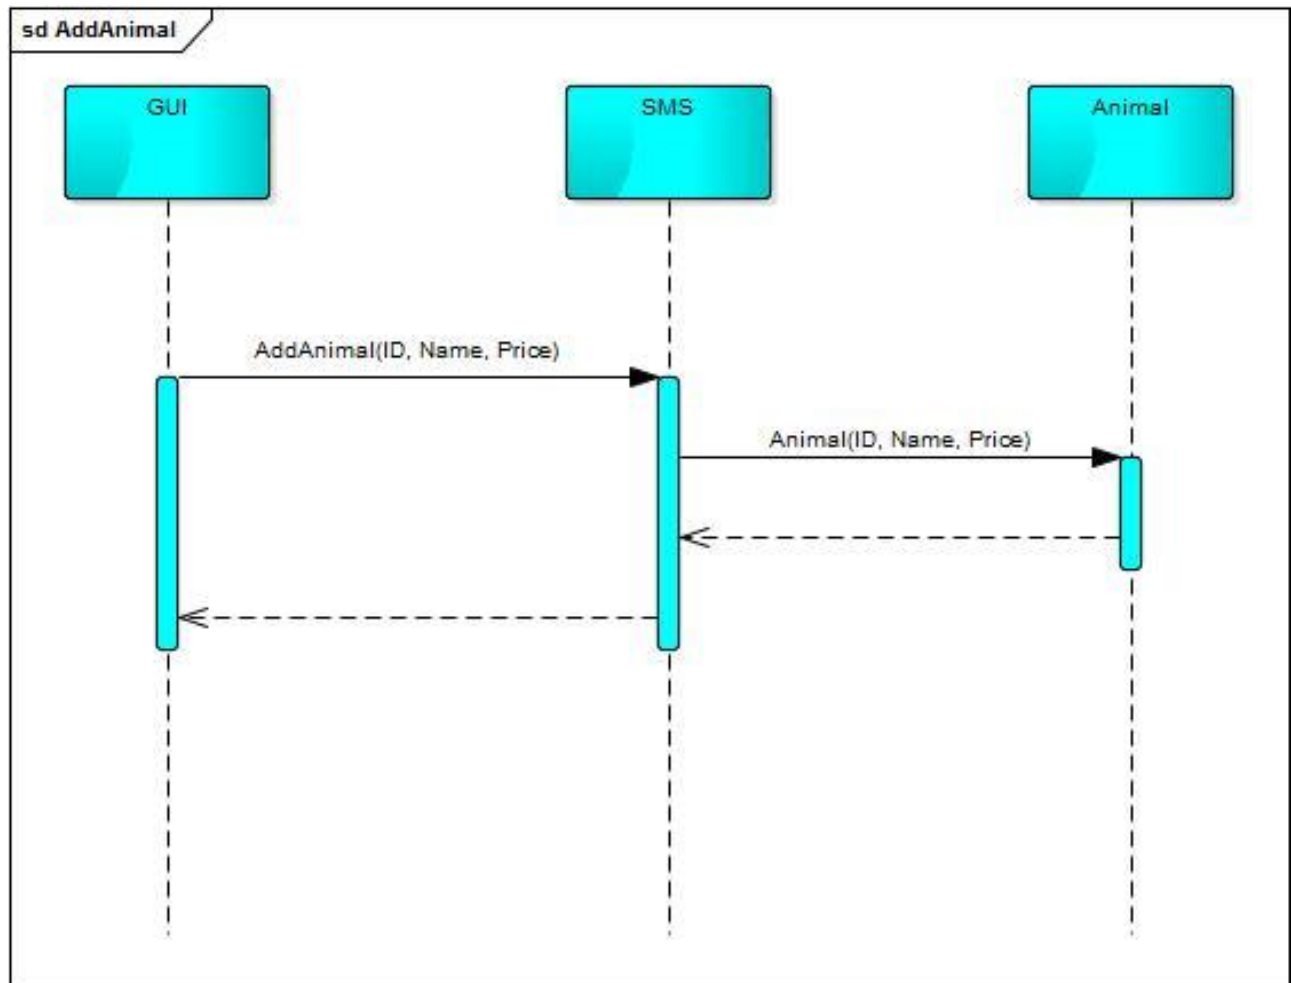 sd AddAnimal
GUI
SMS
Animal
AddAnimal(ID, Name, Price)
Animal(ID, Name, Price)